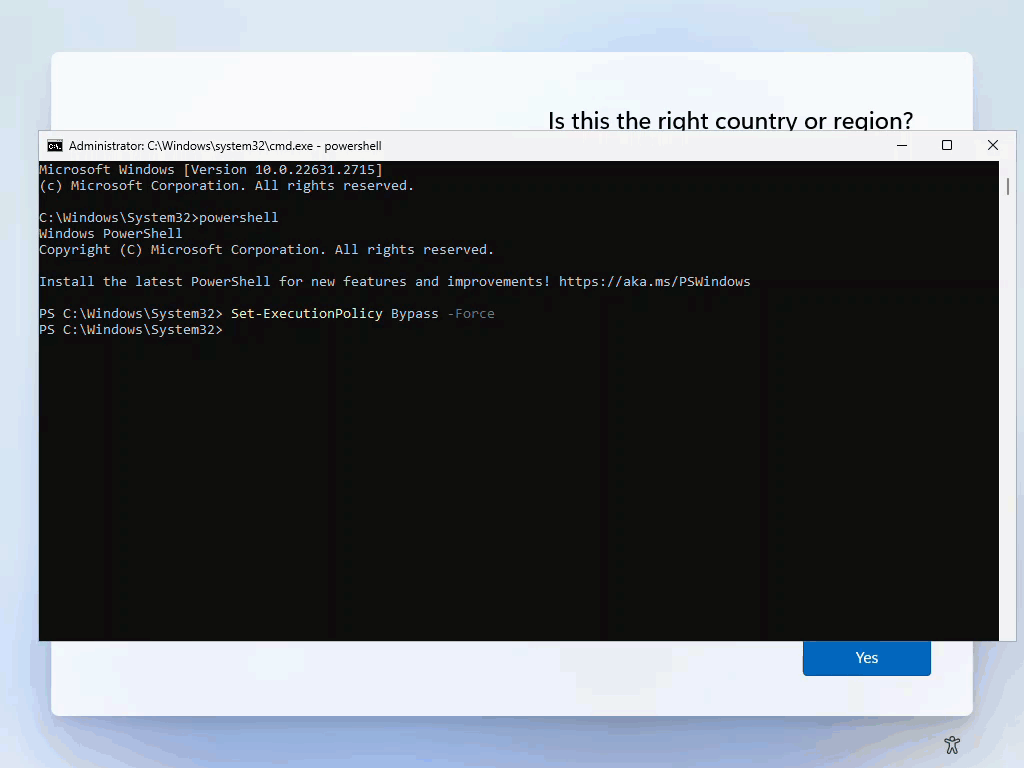 Is this the right country or region?
Administrator: C:\Windows\system32\cmd.exe - powershell
Microsoft Windows [Version 10.0.22631.2715]
(c) Microsoft Corporation. All rights reserved.
C:\Windows\System32>powershell
Windows PowerShell
Copyright (C) Microsoft Corporation. All rights reserved.
Install the latest PowerShell for new features and improvements! https://aka.ms/PSWindows
PS C:\Windows\System32> Set-ExecutionPolicy Bypass -Force
PS C:\Windows\System32>
Yes